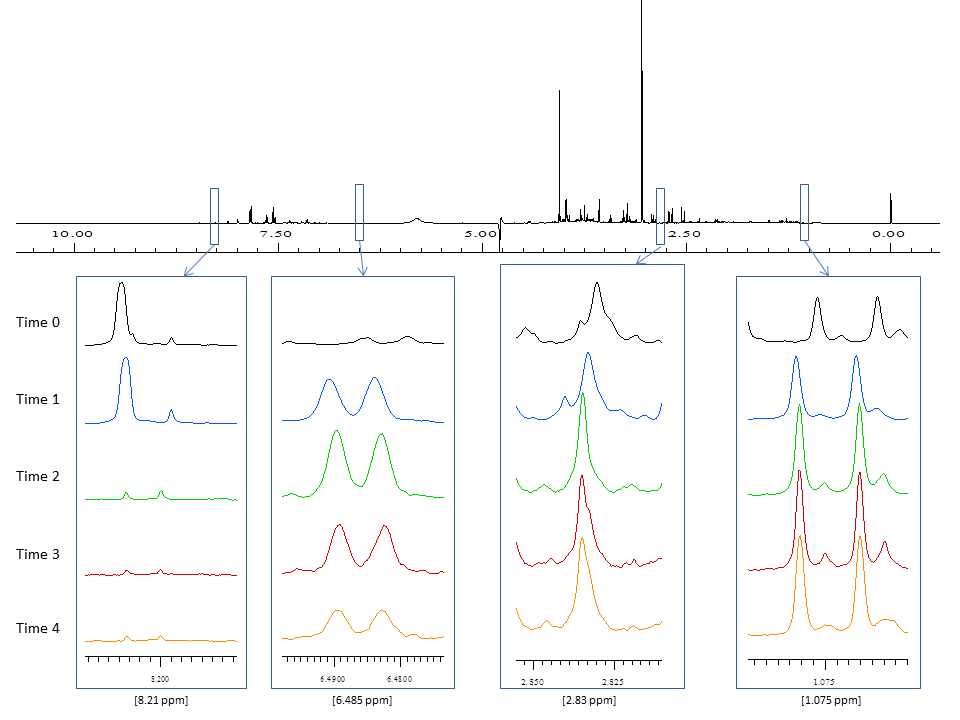 10.00 7.50 5.00 2.50 0.00
Time 0
Time 1
Time 2
Time 3
Time 4
8.200 6.4900 6.4800 2.850 2.825 1.075
[8.21 ppm] [6.485 ppm] [2.83 ppm] [1.075 ppm]